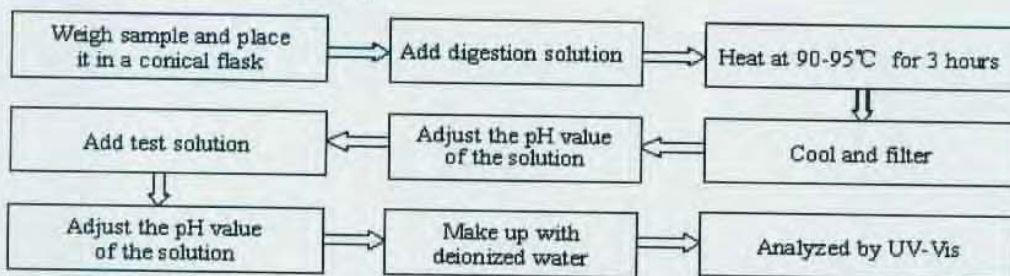 Weigh sample and place
it in a conical flask
Add digestion solution
Heat at 90-95℃ for 3 hours
Cool and filter
Adjust the pH value
of the solution
Add test solution
Adjust the pH value
of the solution
Make up with
deionized water
Analyzed by UV-Vis